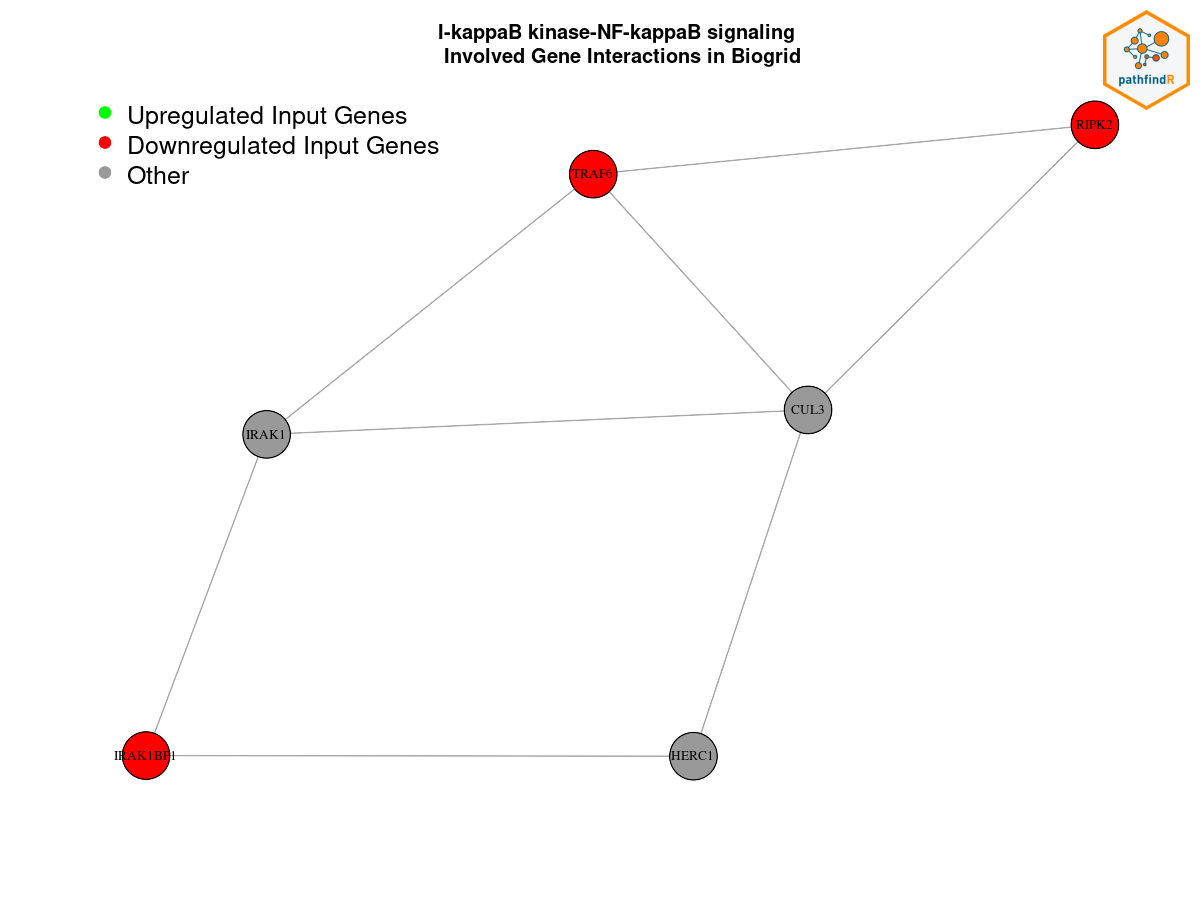 I-kappaB kinase-NF-kappaB signaling
Involved Gene Interactions in Biogrid
pathfindR
Upregulated Input Genes
Downregulated Input Genes
Other
RIPK2
TRAF6
CUL3
IRAK1
IRAK1BP1
HERC1